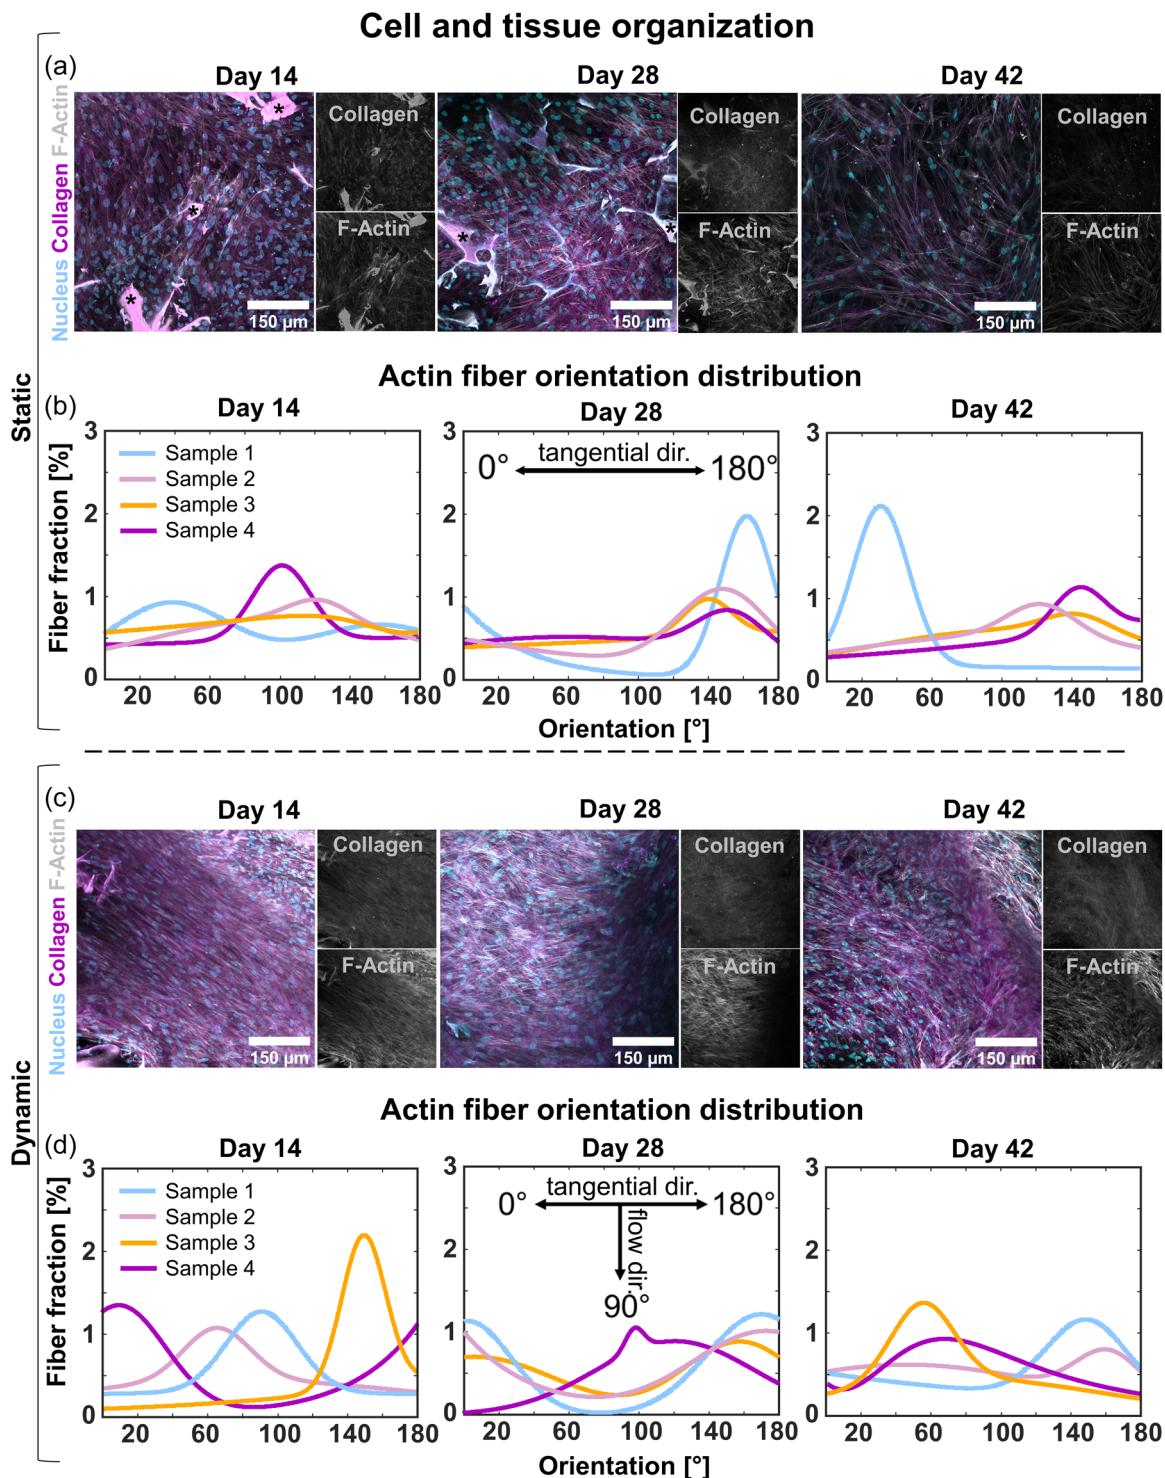 Cell and tissue organization
Static
(a)
Day 14
Day 28
Day 42
Nucleus Collagen F-Actin
*
*
*
150 µm
Collagen
F-Actin
*
*
150 µm
Collagen
F-Actin
150 µm
Collagen
F-Actin
Actin fiber orientation distribution
(b)
Day 14
Day 28
Day 42
Fiber fraction [%]
3
2
1
0
Sample 1
Sample 2
Sample 3
Sample 4
20 60 100 140 180
3
2
1
0
tangential dir.
0° 180°
20 60 100 140 180
3
2
1
0
20 60 100 140 180
Orientation [°]
Dynamic
(c)
Day 14
Day 28
Day 42
Nucleus Collagen F-Actin
150 µm
Collagen
F-Actin
150 µm
Collagen
F-Actin
150 µm
Collagen
F-Actin
Actin fiber orientation distribution
(d)
Day 14
Day 28
Day 42
Fiber fraction [%]
3
2
1
0
Sample 1
Sample 2
Sample 3
Sample 4
20 60 100 140 180
3
2
1
0
tangential dir.
0° 180°
flow dir.
90°
20 60 100 140 180
3
2
1
0
20 60 100 140 180
Orientation [°]